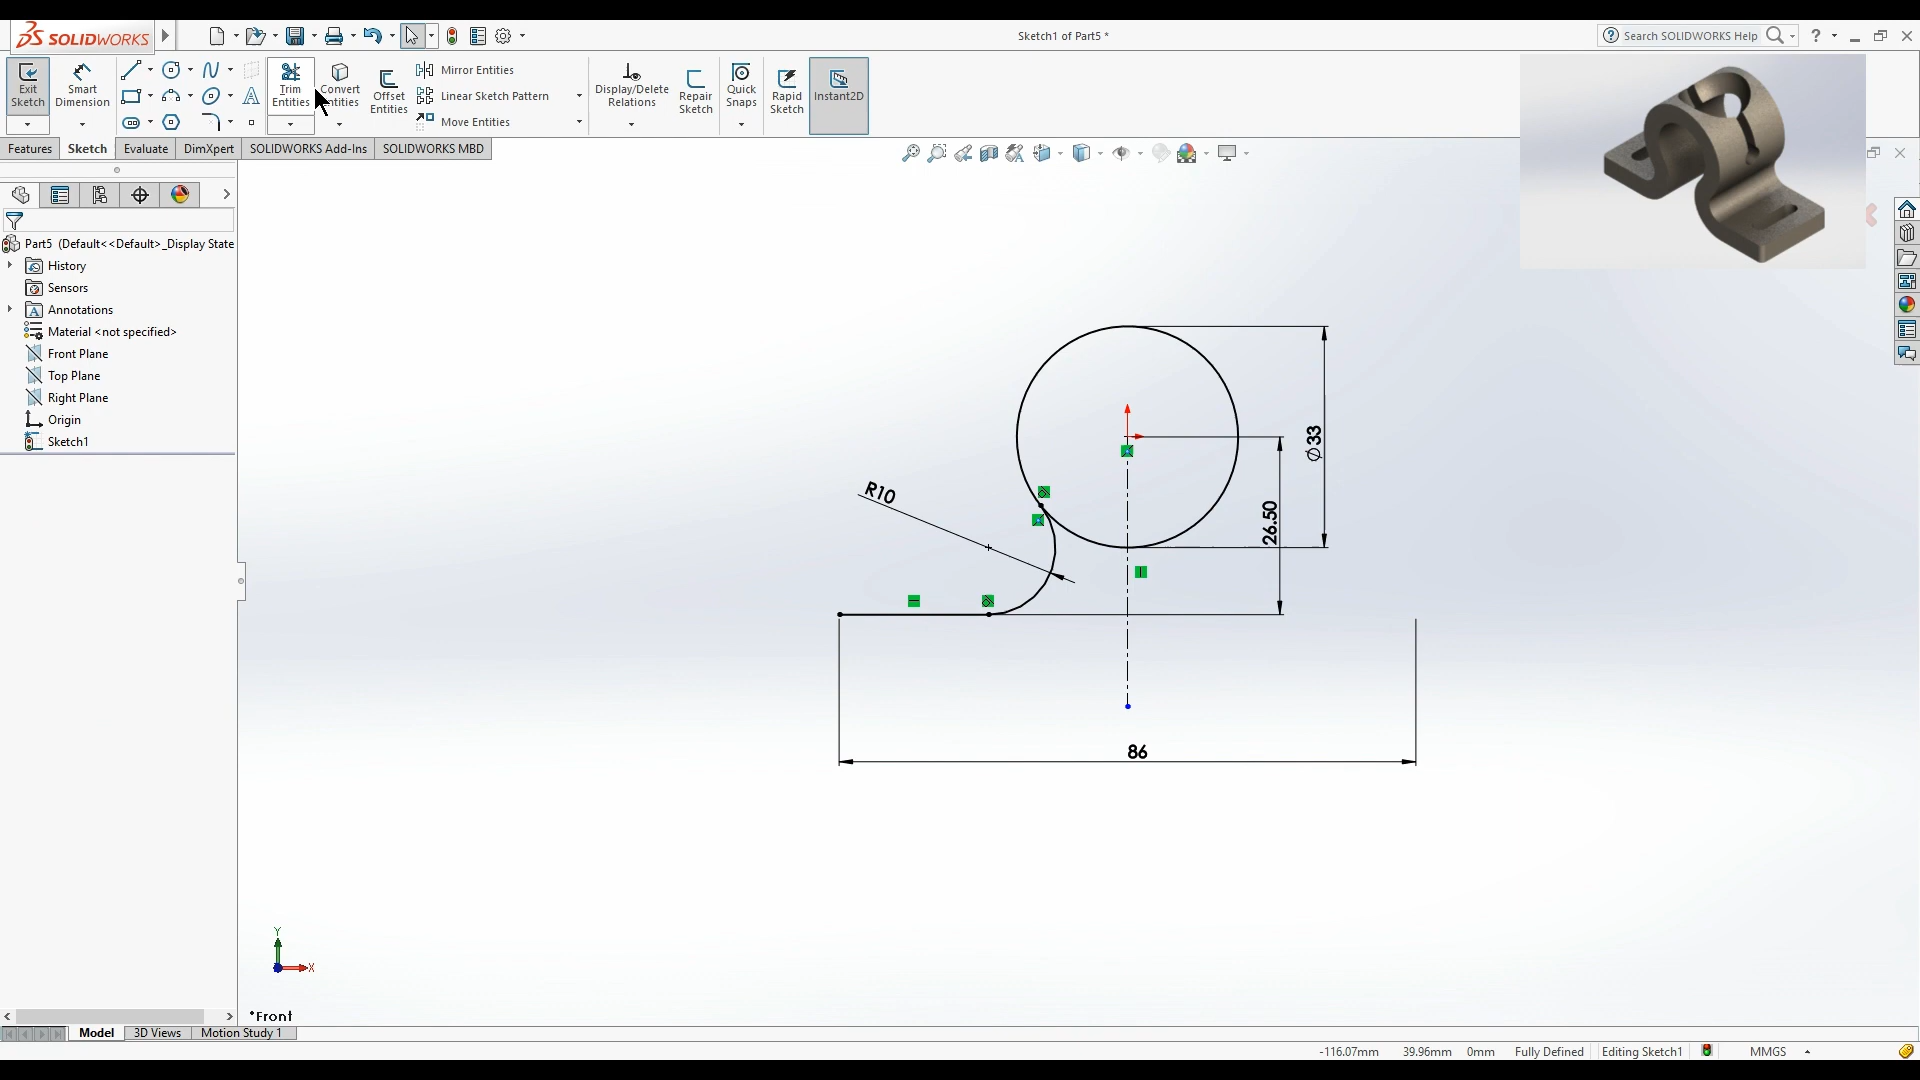 SOLIDWORKS
Sketch1 of Part5 *
Search SOLIDWORKS Help
?
Exit Sketch
Smart Dimension
Trim Entities
Convert Entities
Offset Entities
Mirror Entities
Linear Sketch Pattern
Move Entities
Display/Delete Relations
Repair Sketch
Quick Snaps
Rapid Sketch
Instant2D
Features
Sketch
Evaluate
DimXpert
SOLIDWORKS Add-Ins
SOLIDWORKS MBD
Part5 (Default<<Default>_Display State
History
Sensors
Annotations
Material <not specified>
Front Plane
Top Plane
Right Plane
Origin
Sketch1
R10
∅33
26.50
86
Y
X
*Front
Model
3D Views
Motion Study 1
-116.07mm 39.96mm 0mm Fully Defined Editing Sketch1 MMGS